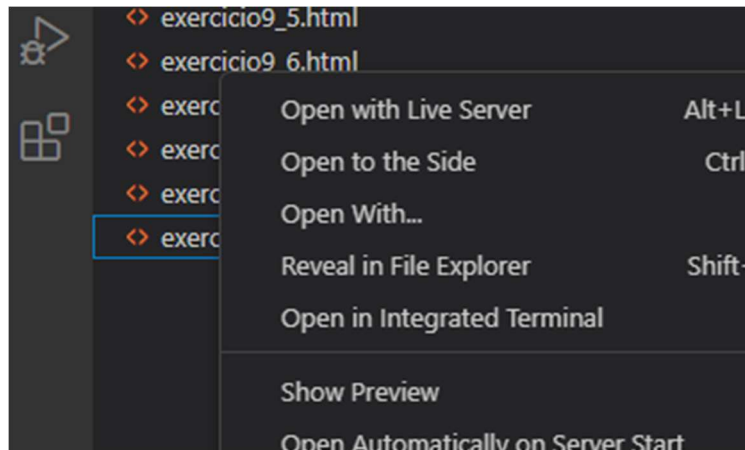 exercicio9_5.html
exercicio9_6.html
exerc
Open with Live Server Alt+L
exerc
Open to the Side Ctrl
exerc
Open With...
exerc
Reveal in File Explorer Shift+
Open in Integrated Terminal
Show Preview
Open Automatically on Server Start